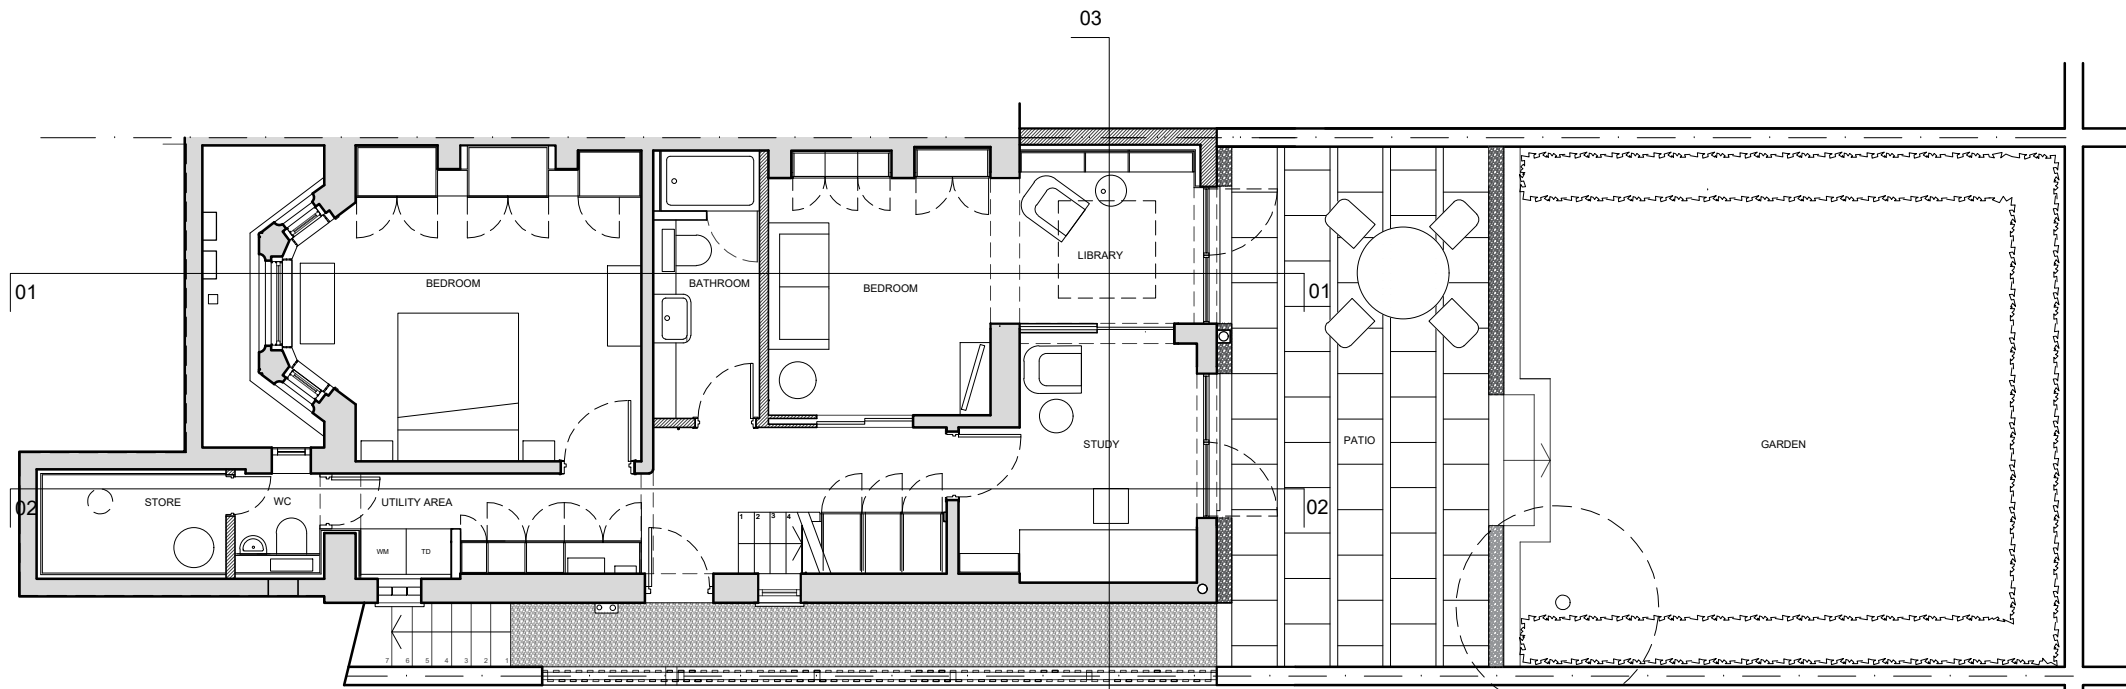 03
LIBRARY
01
BEDROOM
BATHROOM
BEDROOM
01
STUDY
PATIO
GARDEN
02
STORE
WC
UTILITY AREA
02
1 2 3 4
WM
TD
7 6 5 4 3 2 1